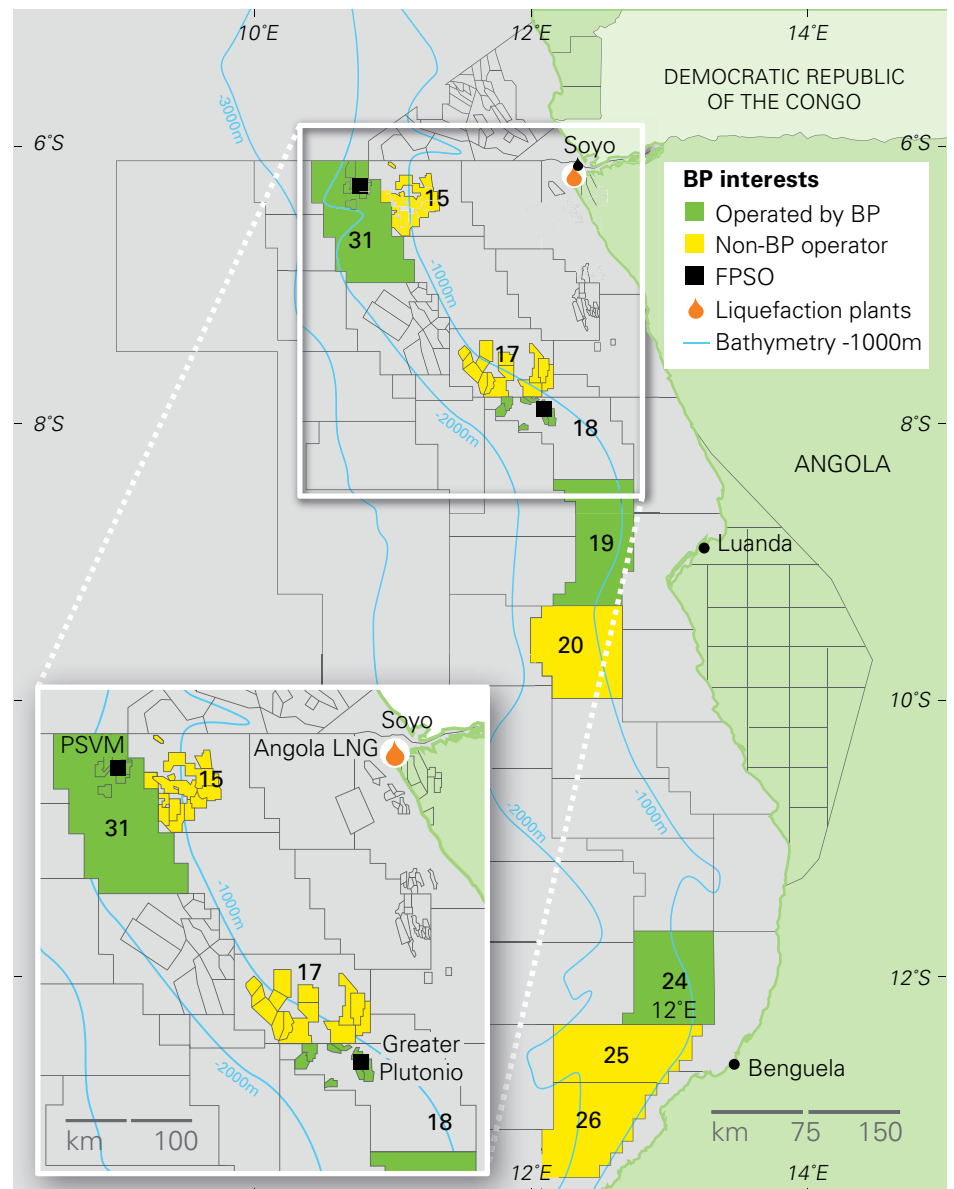 10˚E
12˚E
14˚E
DEMOCRATIC REPUBLIC
OF THE CONGO
-3000m
6˚S
6˚S
Soyo
BP interests
Operated by BP
Non-BP operator
FPSO
Liquefaction plants
Bathymetry -1000m
15
31
-1000m
17
-2000m
18
8˚S
8˚S
ANGOLA
19
Luanda
20
10˚S
-2000m
-1000m
24
12˚E
12˚S
25
Benguela
26
km 75 150
12˚E
14˚E
Soyo
PSVM
Angola LNG
15
31
-1000m
17
Greater
Plutonio
-2000m
18
km 100